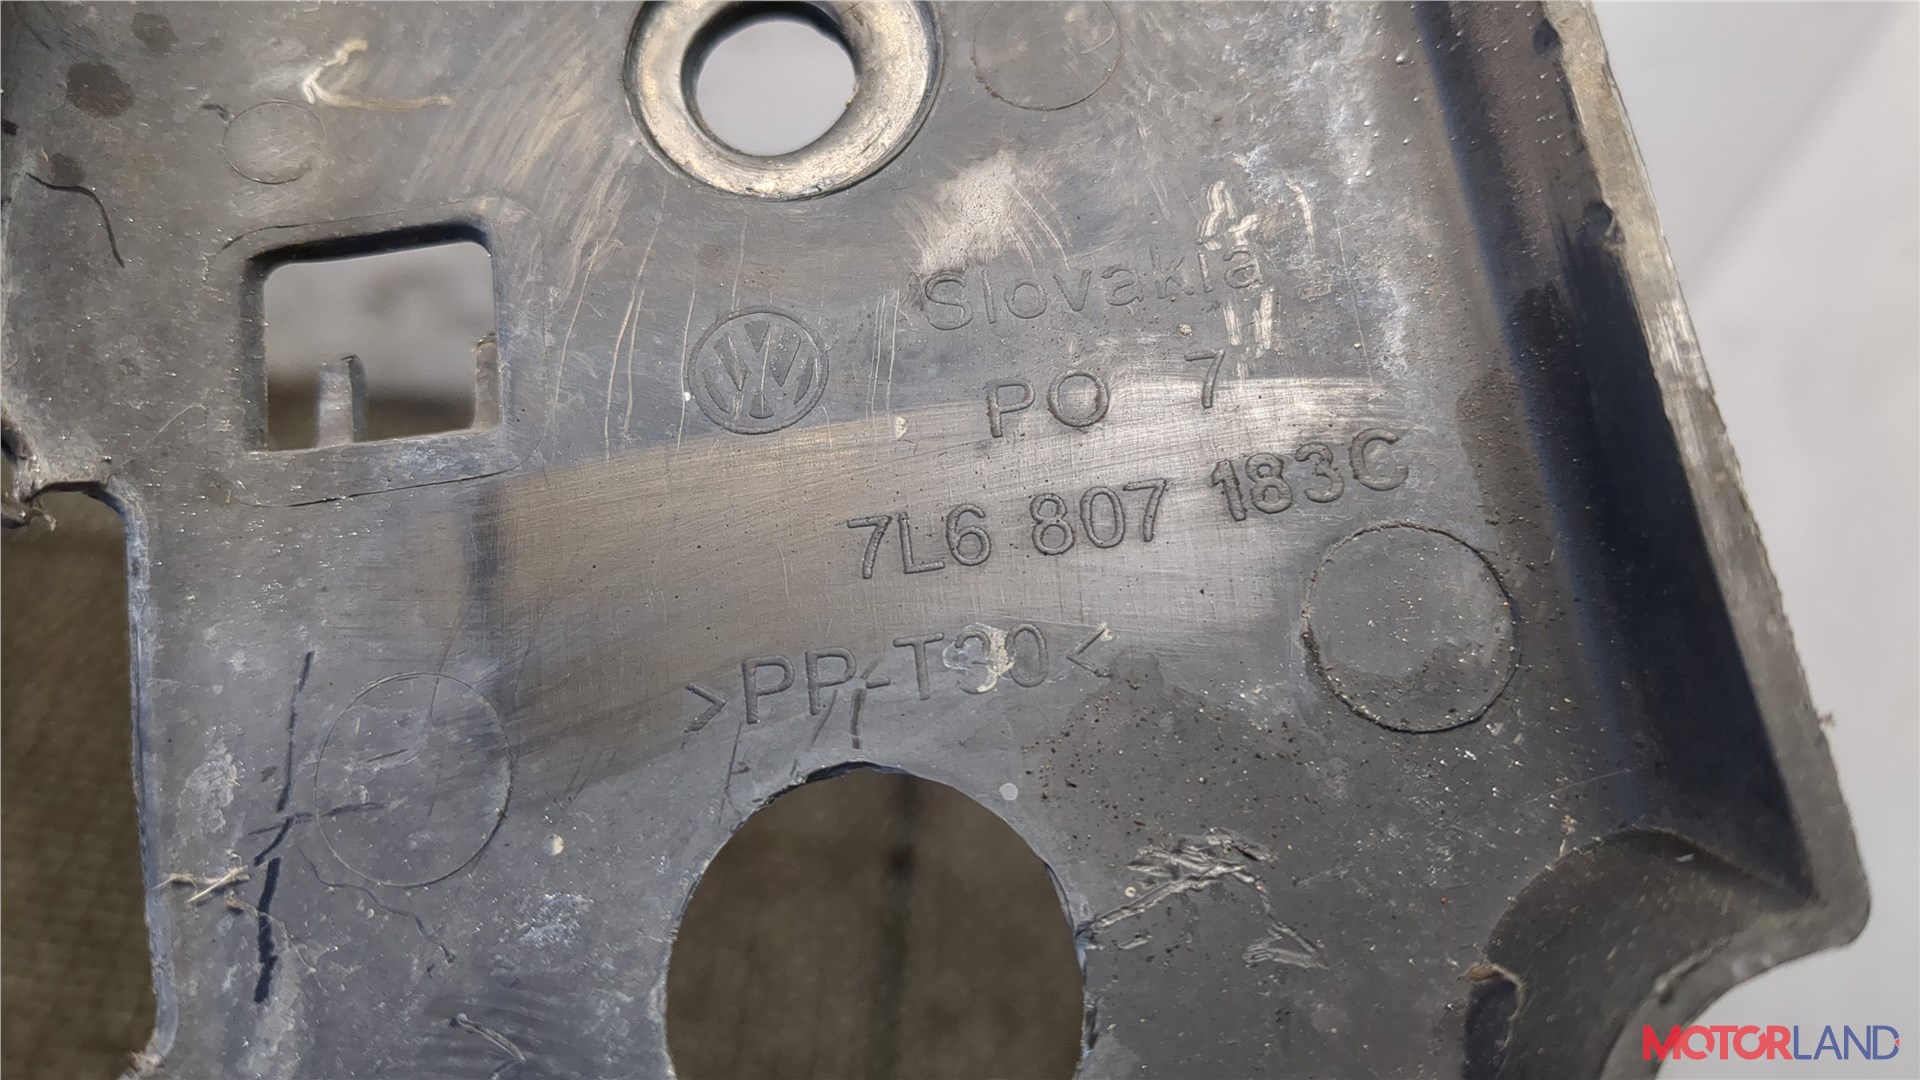 Slovakia
PO 7
7L6 807 183C
>PP-T30<
MOTORLAND